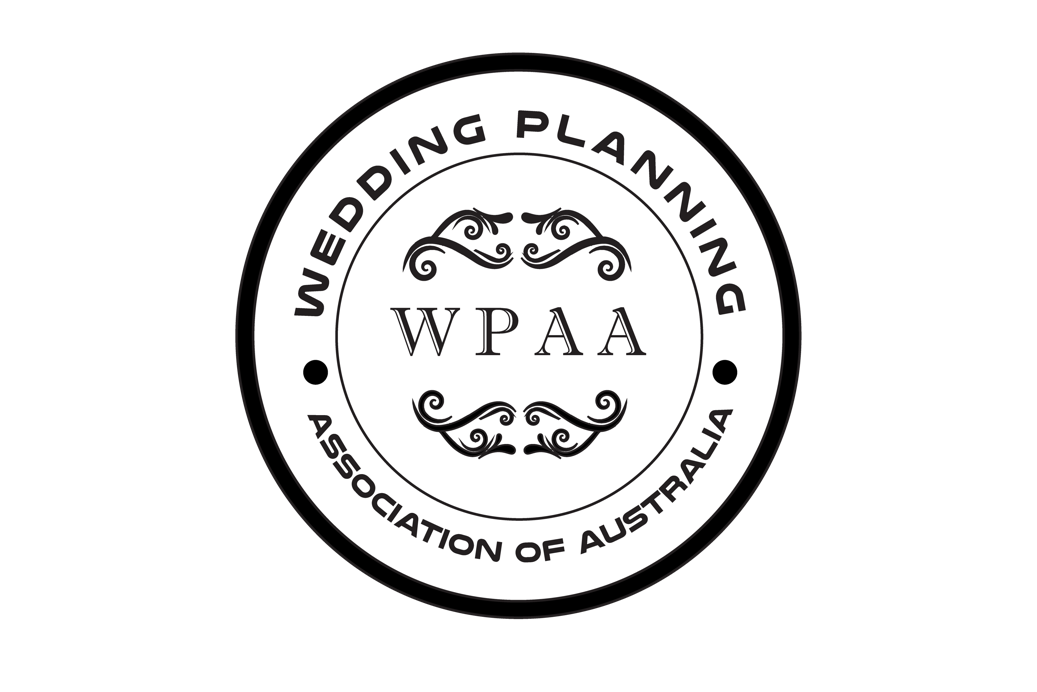 WEDDING PLANNING
WPAA
ASSOCIATION OF AUSTRALIA